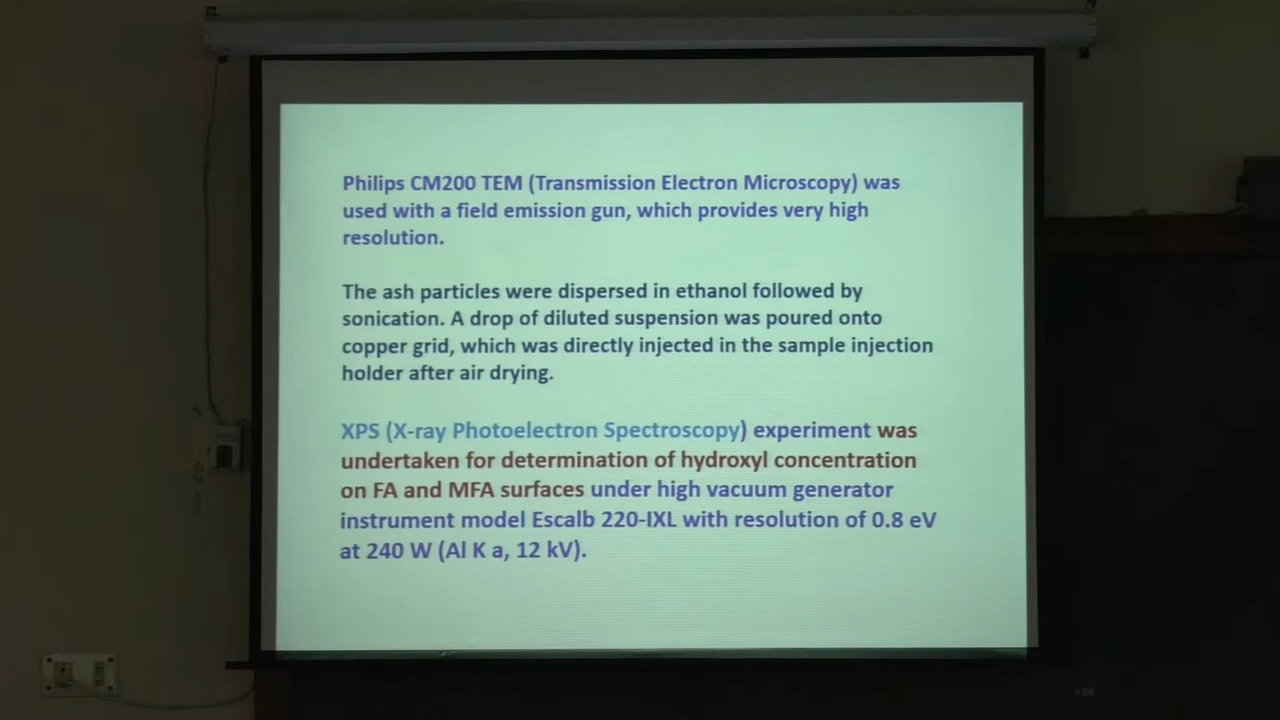 Philips CM200 TEM (Transmission Electron Microscopy) was
used with a field emission gun, which provides very high
resolution.
The ash particles were dispersed in ethanol followed by
sonication. A drop of diluted suspension was poured onto
copper grid, which was directly injected in the sample injection
holder after air drying.
XPS (X-ray Photoelectron Spectroscopy) experiment was
undertaken for determination of hydroxyl concentration
on FA and MFA surfaces under high vacuum generator
instrument model Escalb 220-IXL with resolution of 0.8 eV
at 240 W (Al K a, 12 kV).